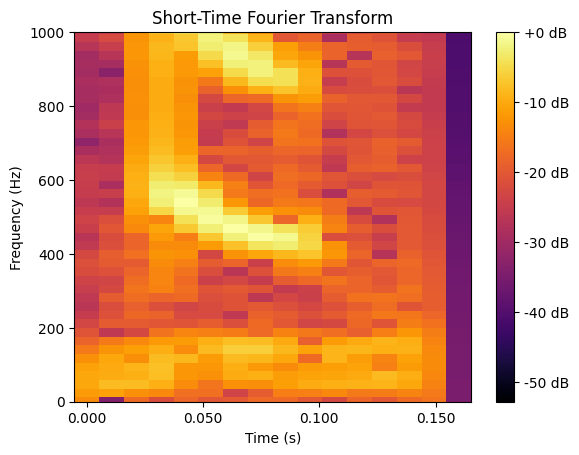 Short-Time Fourier Transform
1000
800
600
400
200
0
Frequency (Hz)
0.000
0.050
0.100
0.150
Time (s)
+0 dB
-10 dB
-20 dB
-30 dB
-40 dB
-50 dB